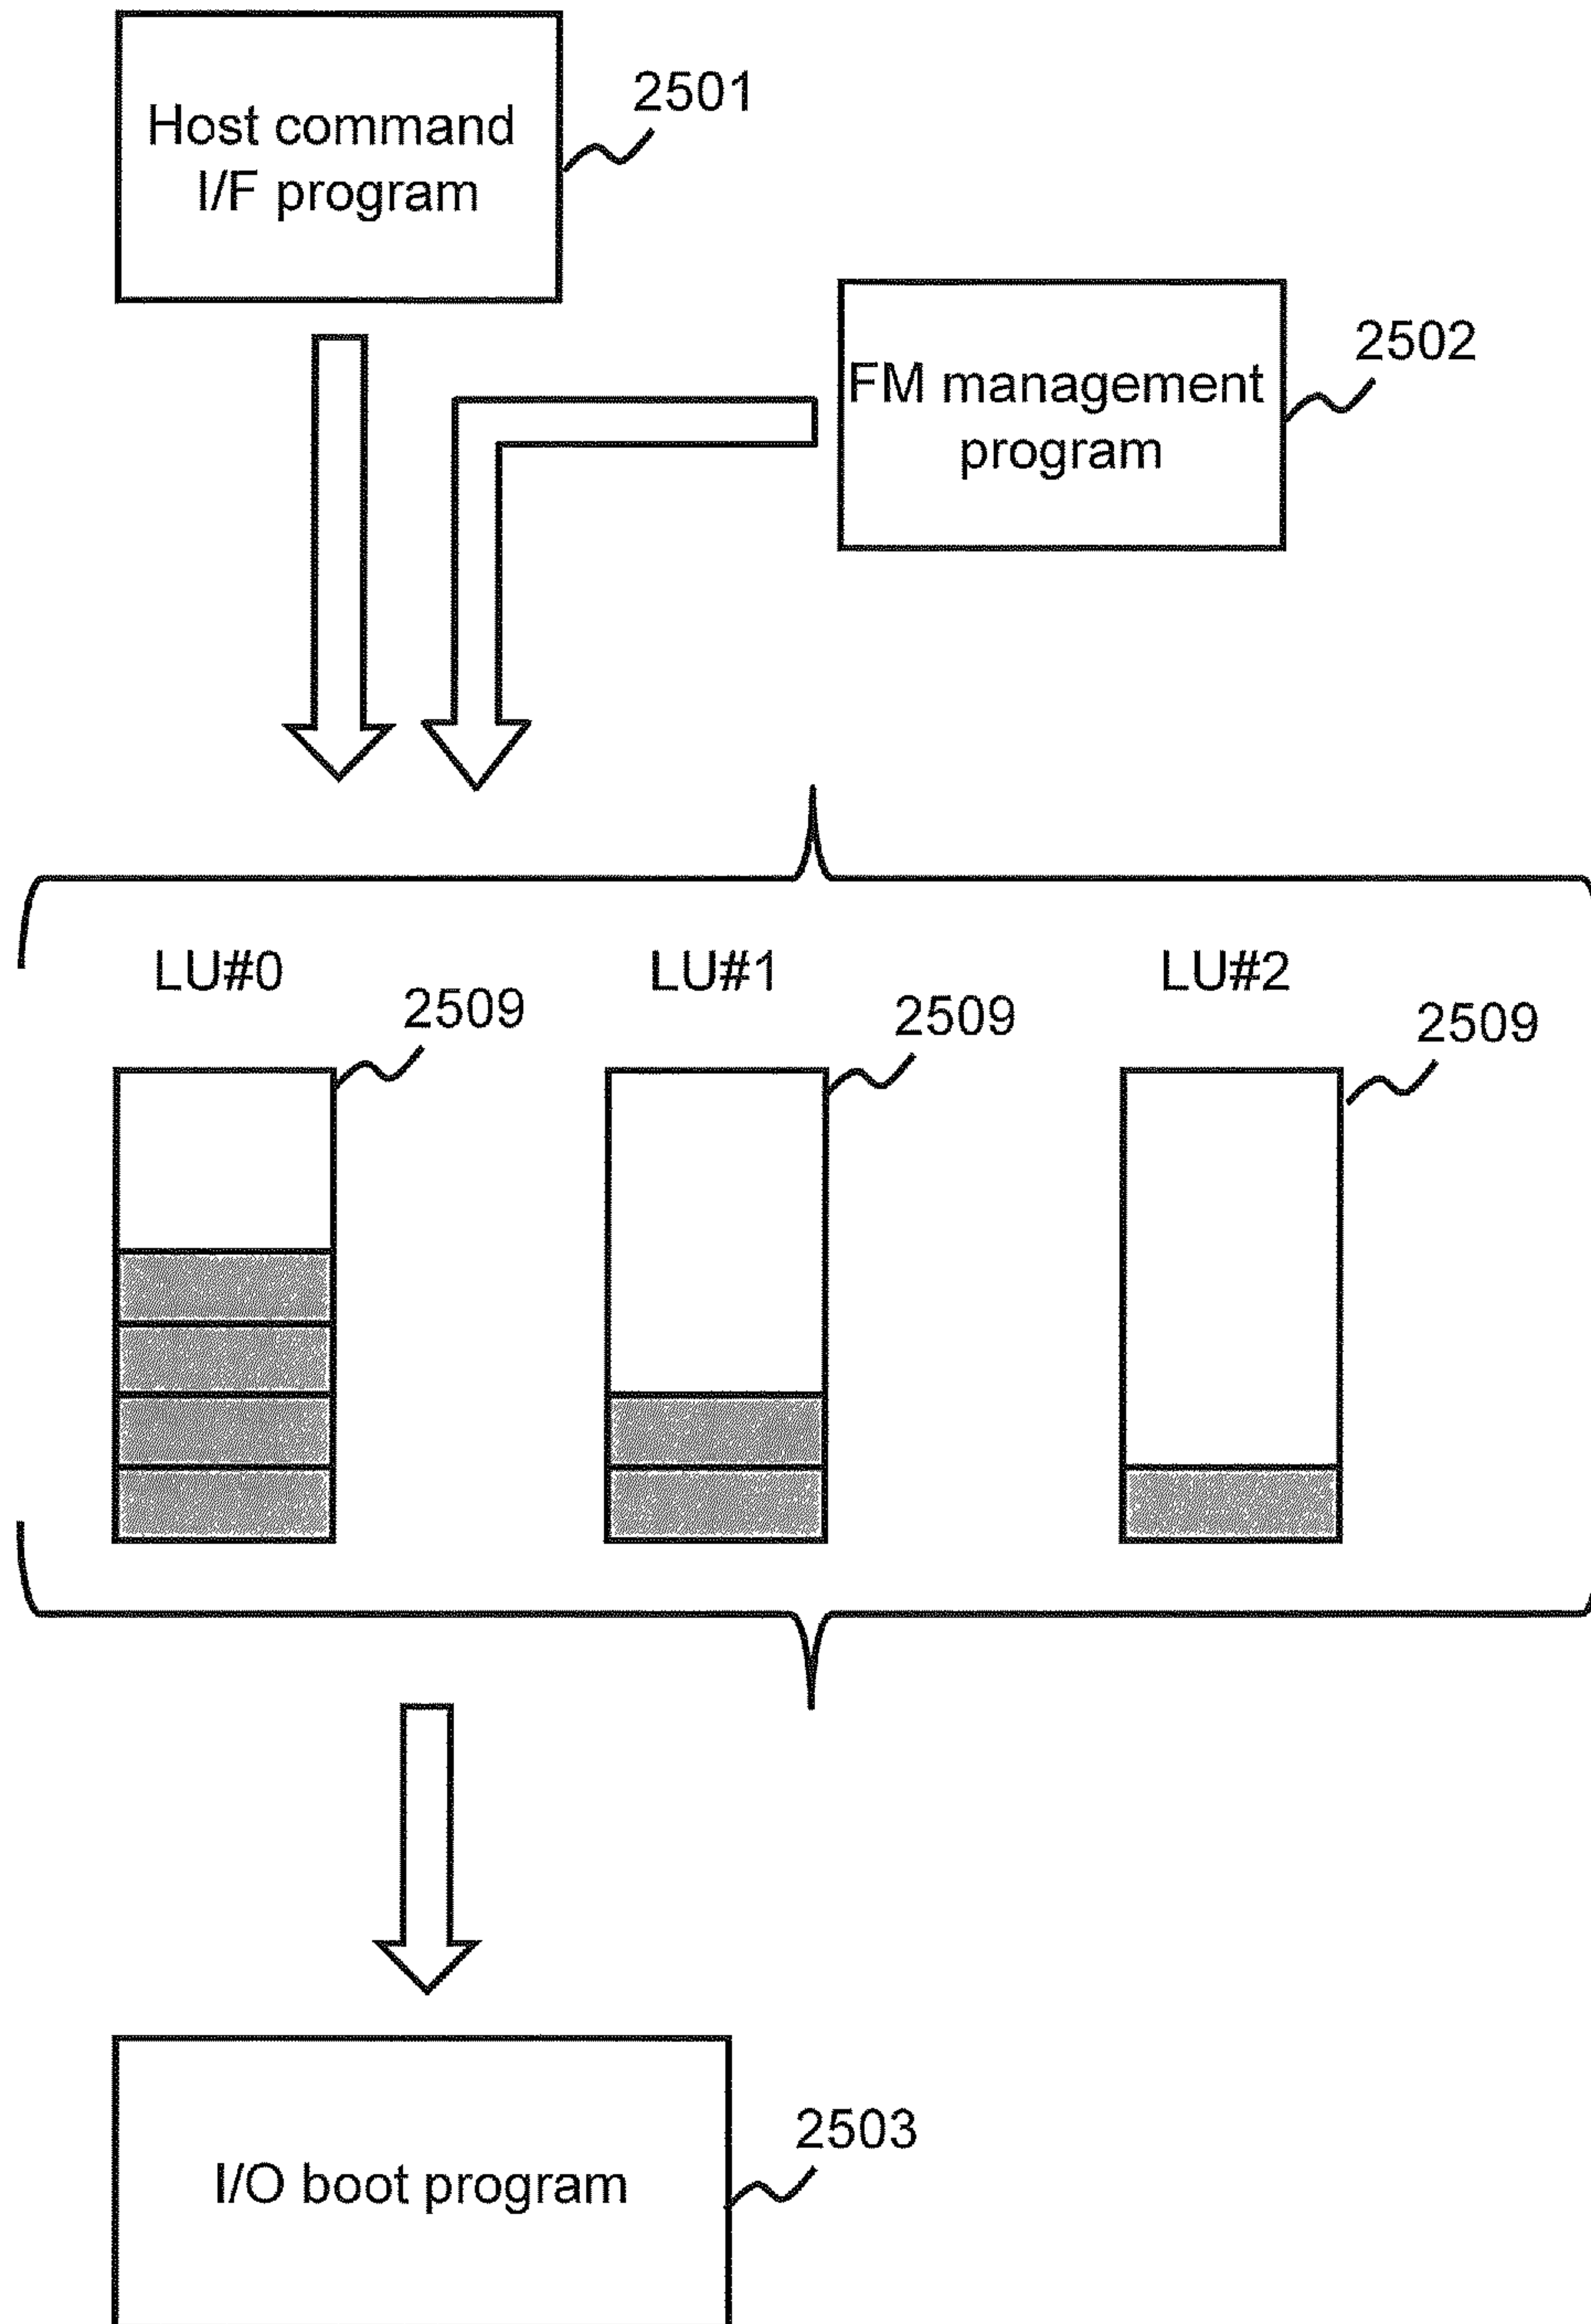 Host command
I/F program
2501
FM management
program
2502
LU#0
LU#1
LU#2
2509
2509
2509
I/O boot program
2503